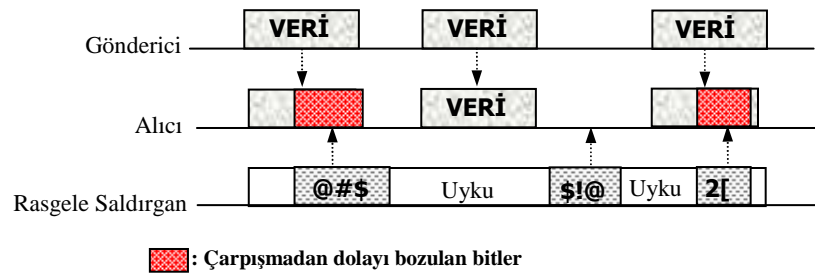 VERİ VERİ VERİ
Gönderici
VERİ
Alıcı
@#$ Uyku $!@ Uyku 2[
Rasgele Saldırgan
: Çarpışmadan dolayı bozulan bitler